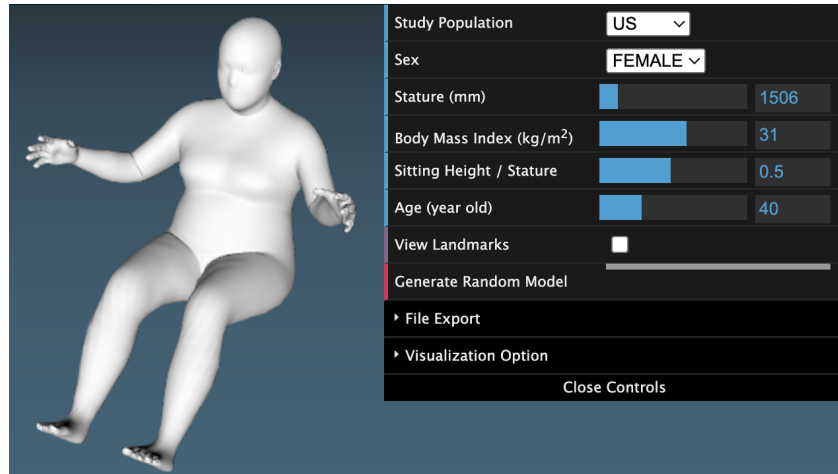 Study Population US
Sex FEMALE
Stature (mm) 1506
Body Mass Index (kg/m²) 31
Sitting Height / Stature 0.5
Age (year old) 40
View Landmarks
Generate Random Model
File Export
Visualization Option
Close Controls